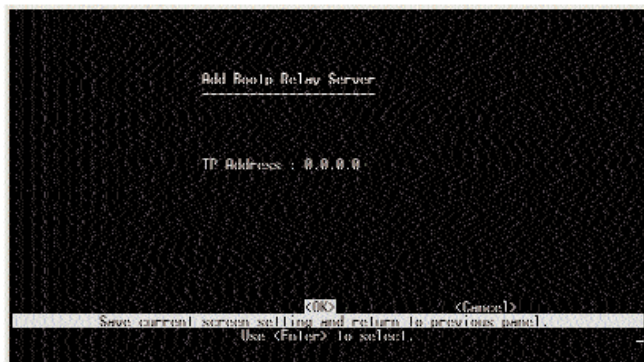 Add Bootp Relay Server
IP Address : 0.0.0.0
<OK> <Cancel>
Save current screen setting and return to previous panel.
Use <Enter> to select.